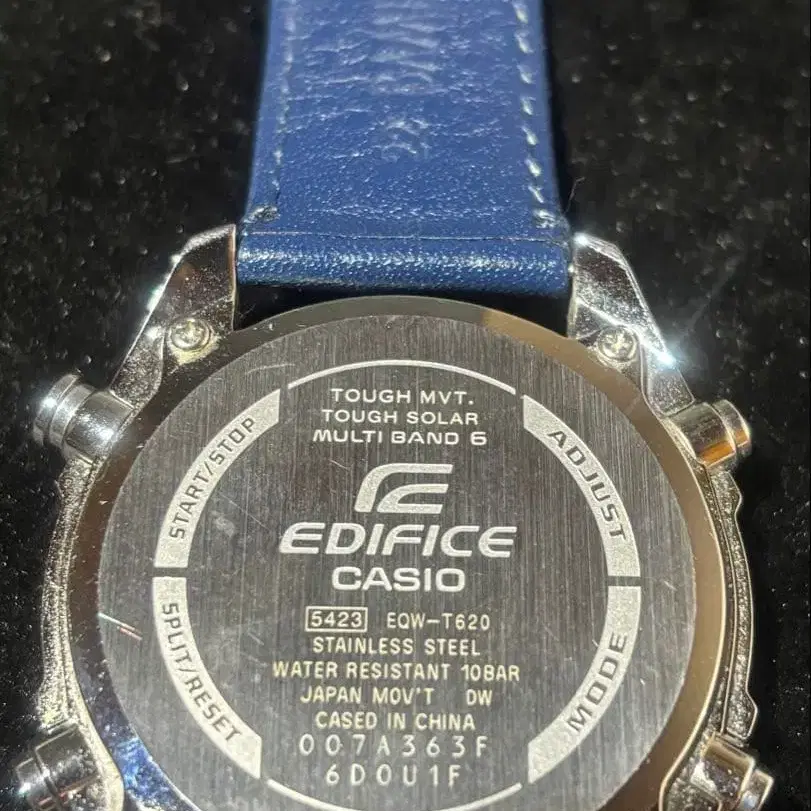 TOUGH MVT.
TOUGH SOLAR
MULTI BAND 6
START/STOP
ADJUST
EDIFICE
CASIO
5423 EQW-T620
STAINLESS STEEL
WATER RESISTANT 10BAR
JAPAN MOV'T DW
CASED IN CHINA
007A363F
6D0U1F
SPLIT/RESET
MODE